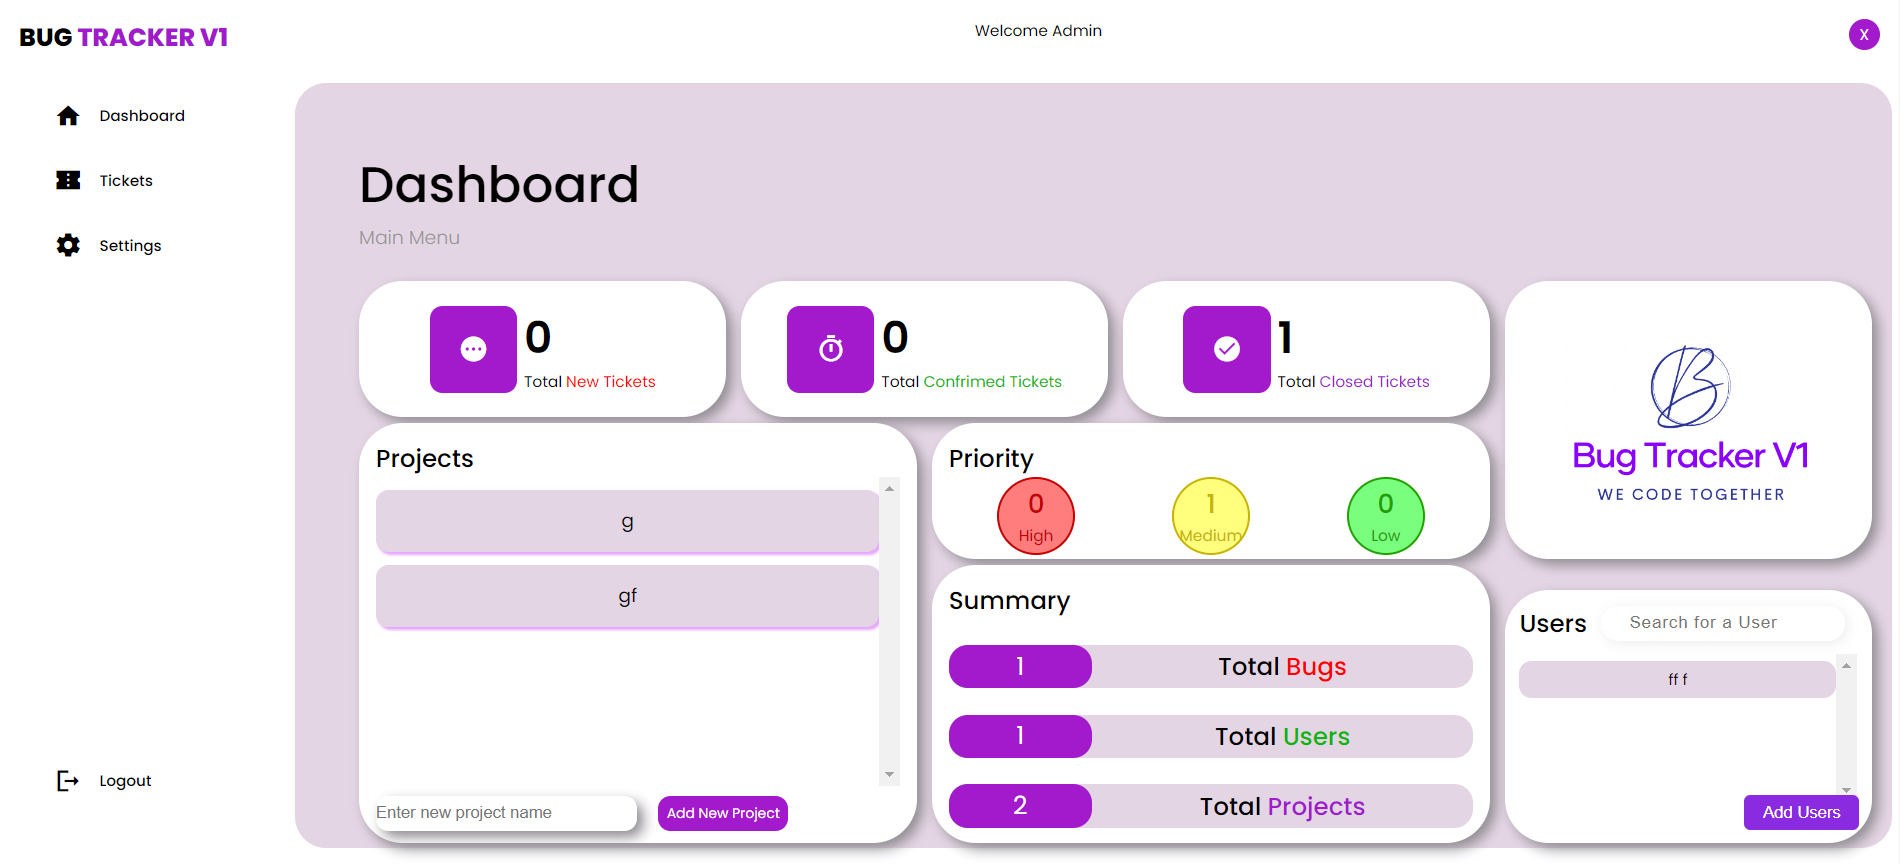 BUG TRACKER V1
Welcome Admin
X
Dashboard
Tickets
Settings
Logout
Dashboard
Main Menu
0
Total New Tickets
0
Total Confrimed Tickets
1
Total Closed Tickets
B
Bug Tracker V1
WE CODE TOGETHER
Projects
g
gf
Enter new project name
Add New Project
Priority
0
High
1
Medium
0
Low
Summary
1 Total Bugs
1 Total Users
2 Total Projects
Users
Search for a User
ff f
Add Users